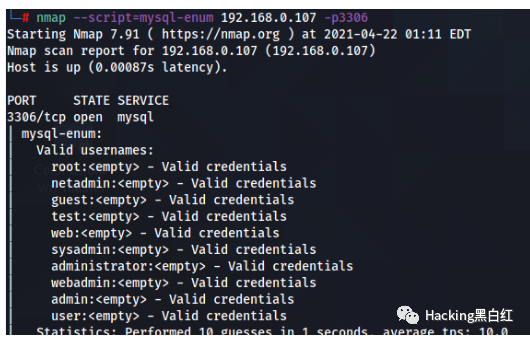 └─# nmap --script=mysql-enum 192.168.0.107 -p3306
Starting Nmap 7.91 ( https://nmap.org ) at 2021-04-22 01:11 EDT
Nmap scan report for 192.168.0.107 (192.168.0.107)
Host is up (0.00087s latency).
PORT     STATE SERVICE
3306/tcp open  mysql
| mysql-enum:
|   Valid usernames:
|     root:<empty> - Valid credentials
|     netadmin:<empty> - Valid credentials
|     guest:<empty> - Valid credentials
|     test:<empty> - Valid credentials
|     web:<empty> - Valid credentials
|     sysadmin:<empty> - Valid credentials
|     administrator:<empty> - Valid credentials
|     webadmin:<empty> - Valid credentials
|     admin:<empty> - Valid credentials
|     user:<empty> - Valid credentials
|   Statistics: Performed 10 guesses in 1 seconds, average tps: 10.0
Hacking黑白红